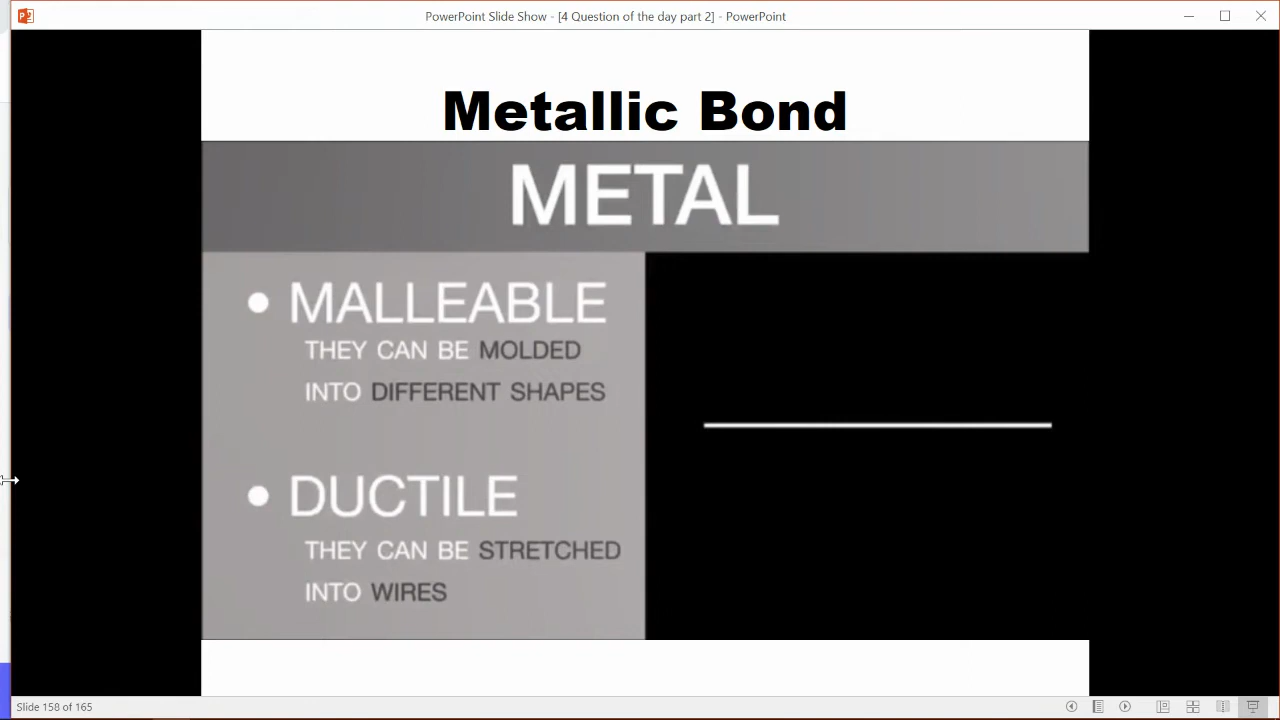 PowerPoint Slide Show - [4 Question of the day part 2] - PowerPoint
Metallic Bond
METAL
• MALLEABLE
THEY CAN BE MOLDED
INTO DIFFERENT SHAPES
• DUCTILE
THEY CAN BE STRETCHED
INTO WIRES
Slide 158 of 165